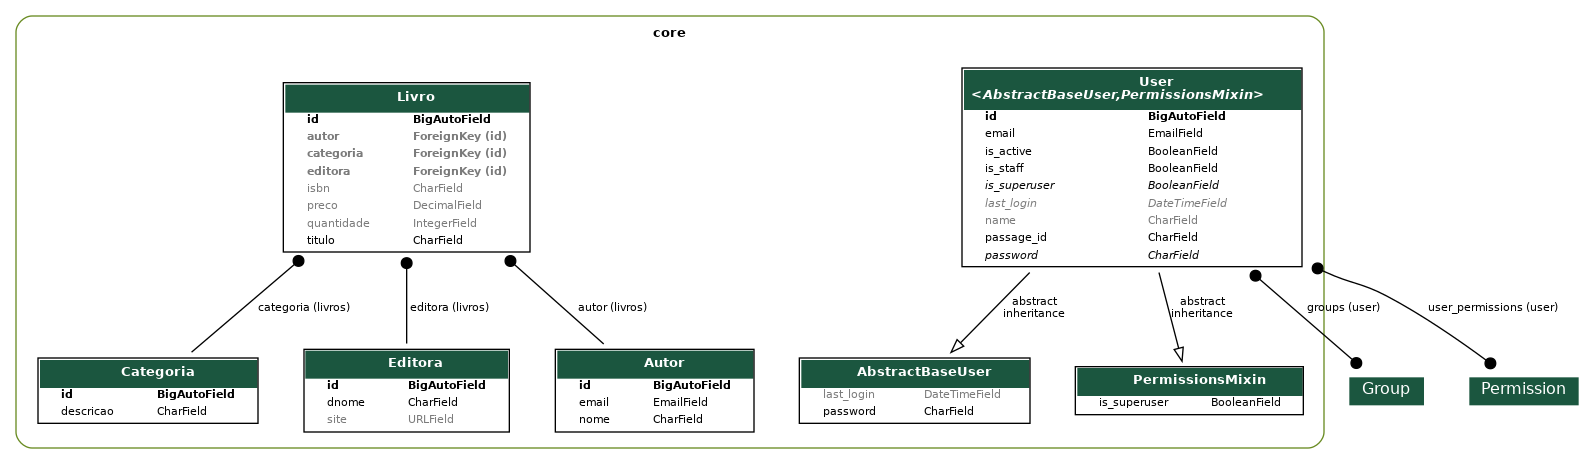 core
Livro
id BigAutoField
autor ForeignKey (id)
categoria ForeignKey (id)
editora ForeignKey (id)
isbn CharField
preco DecimalField
quantidade IntegerField
titulo CharField
User
<AbstractBaseUser,PermissionsMixin>
id BigAutoField
email EmailField
is_active BooleanField
is_staff BooleanField
is_superuser BooleanField
last_login DateTimeField
name CharField
passage_id CharField
password CharField
categoria (livros)
editora (livros)
autor (livros)
abstract
inheritance
abstract
inheritance
groups (user)
user_permissions (user)
Categoria
id BigAutoField
descricao CharField
Editora
id BigAutoField
dnome CharField
site URLField
Autor
id BigAutoField
email EmailField
nome CharField
AbstractBaseUser
last_login DateTimeField
password CharField
PermissionsMixin
is_superuser BooleanField
Group
Permission